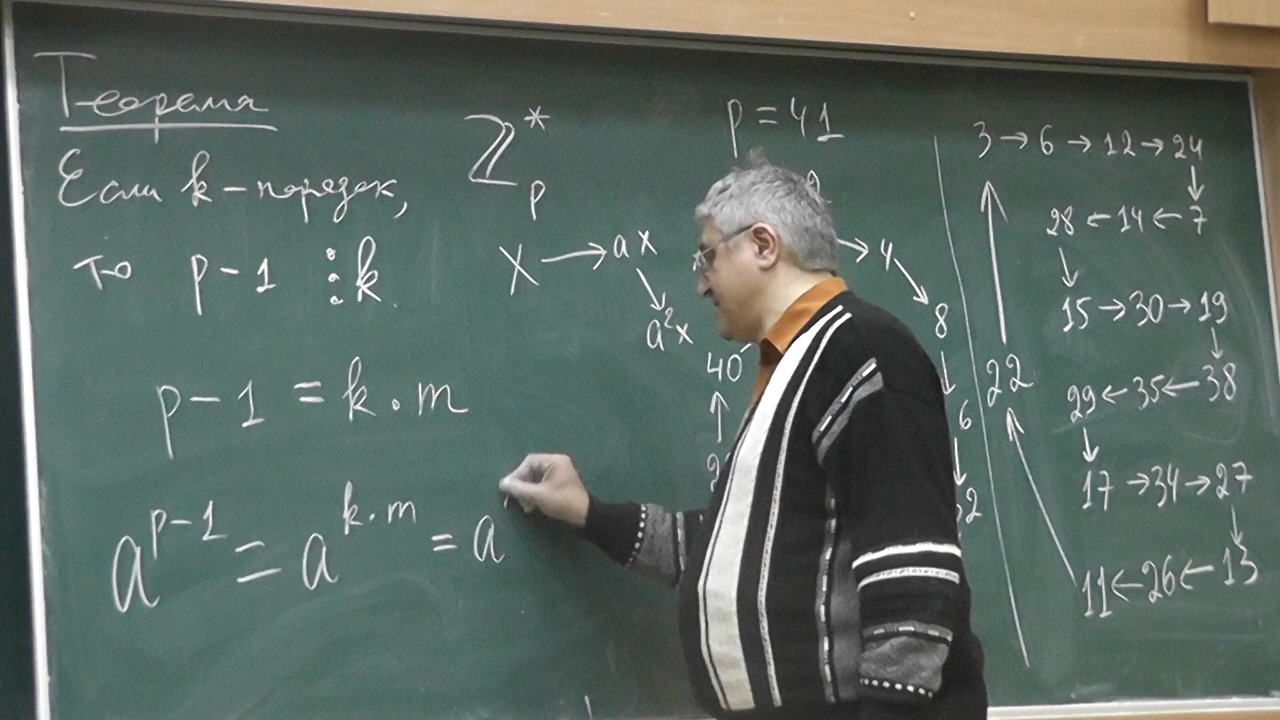 Теорема
Если k – порядок,
то p-1 ⋮ k.
p-1 = k·m
a^{p-1} = a^{k·m} = a
ℤ*_p
x → ax
↘
a²x
p = 41
→ 4
↘
8
↓
40
↑
↓
3 → 6 → 12 → 24
↓
28 ← 14 ← 7
↓
15 → 30 → 19
↓
29 ← 35 ← 38
↓
17 → 34 → 27
↓
11 ← 26 ← 13
↖
22
↑